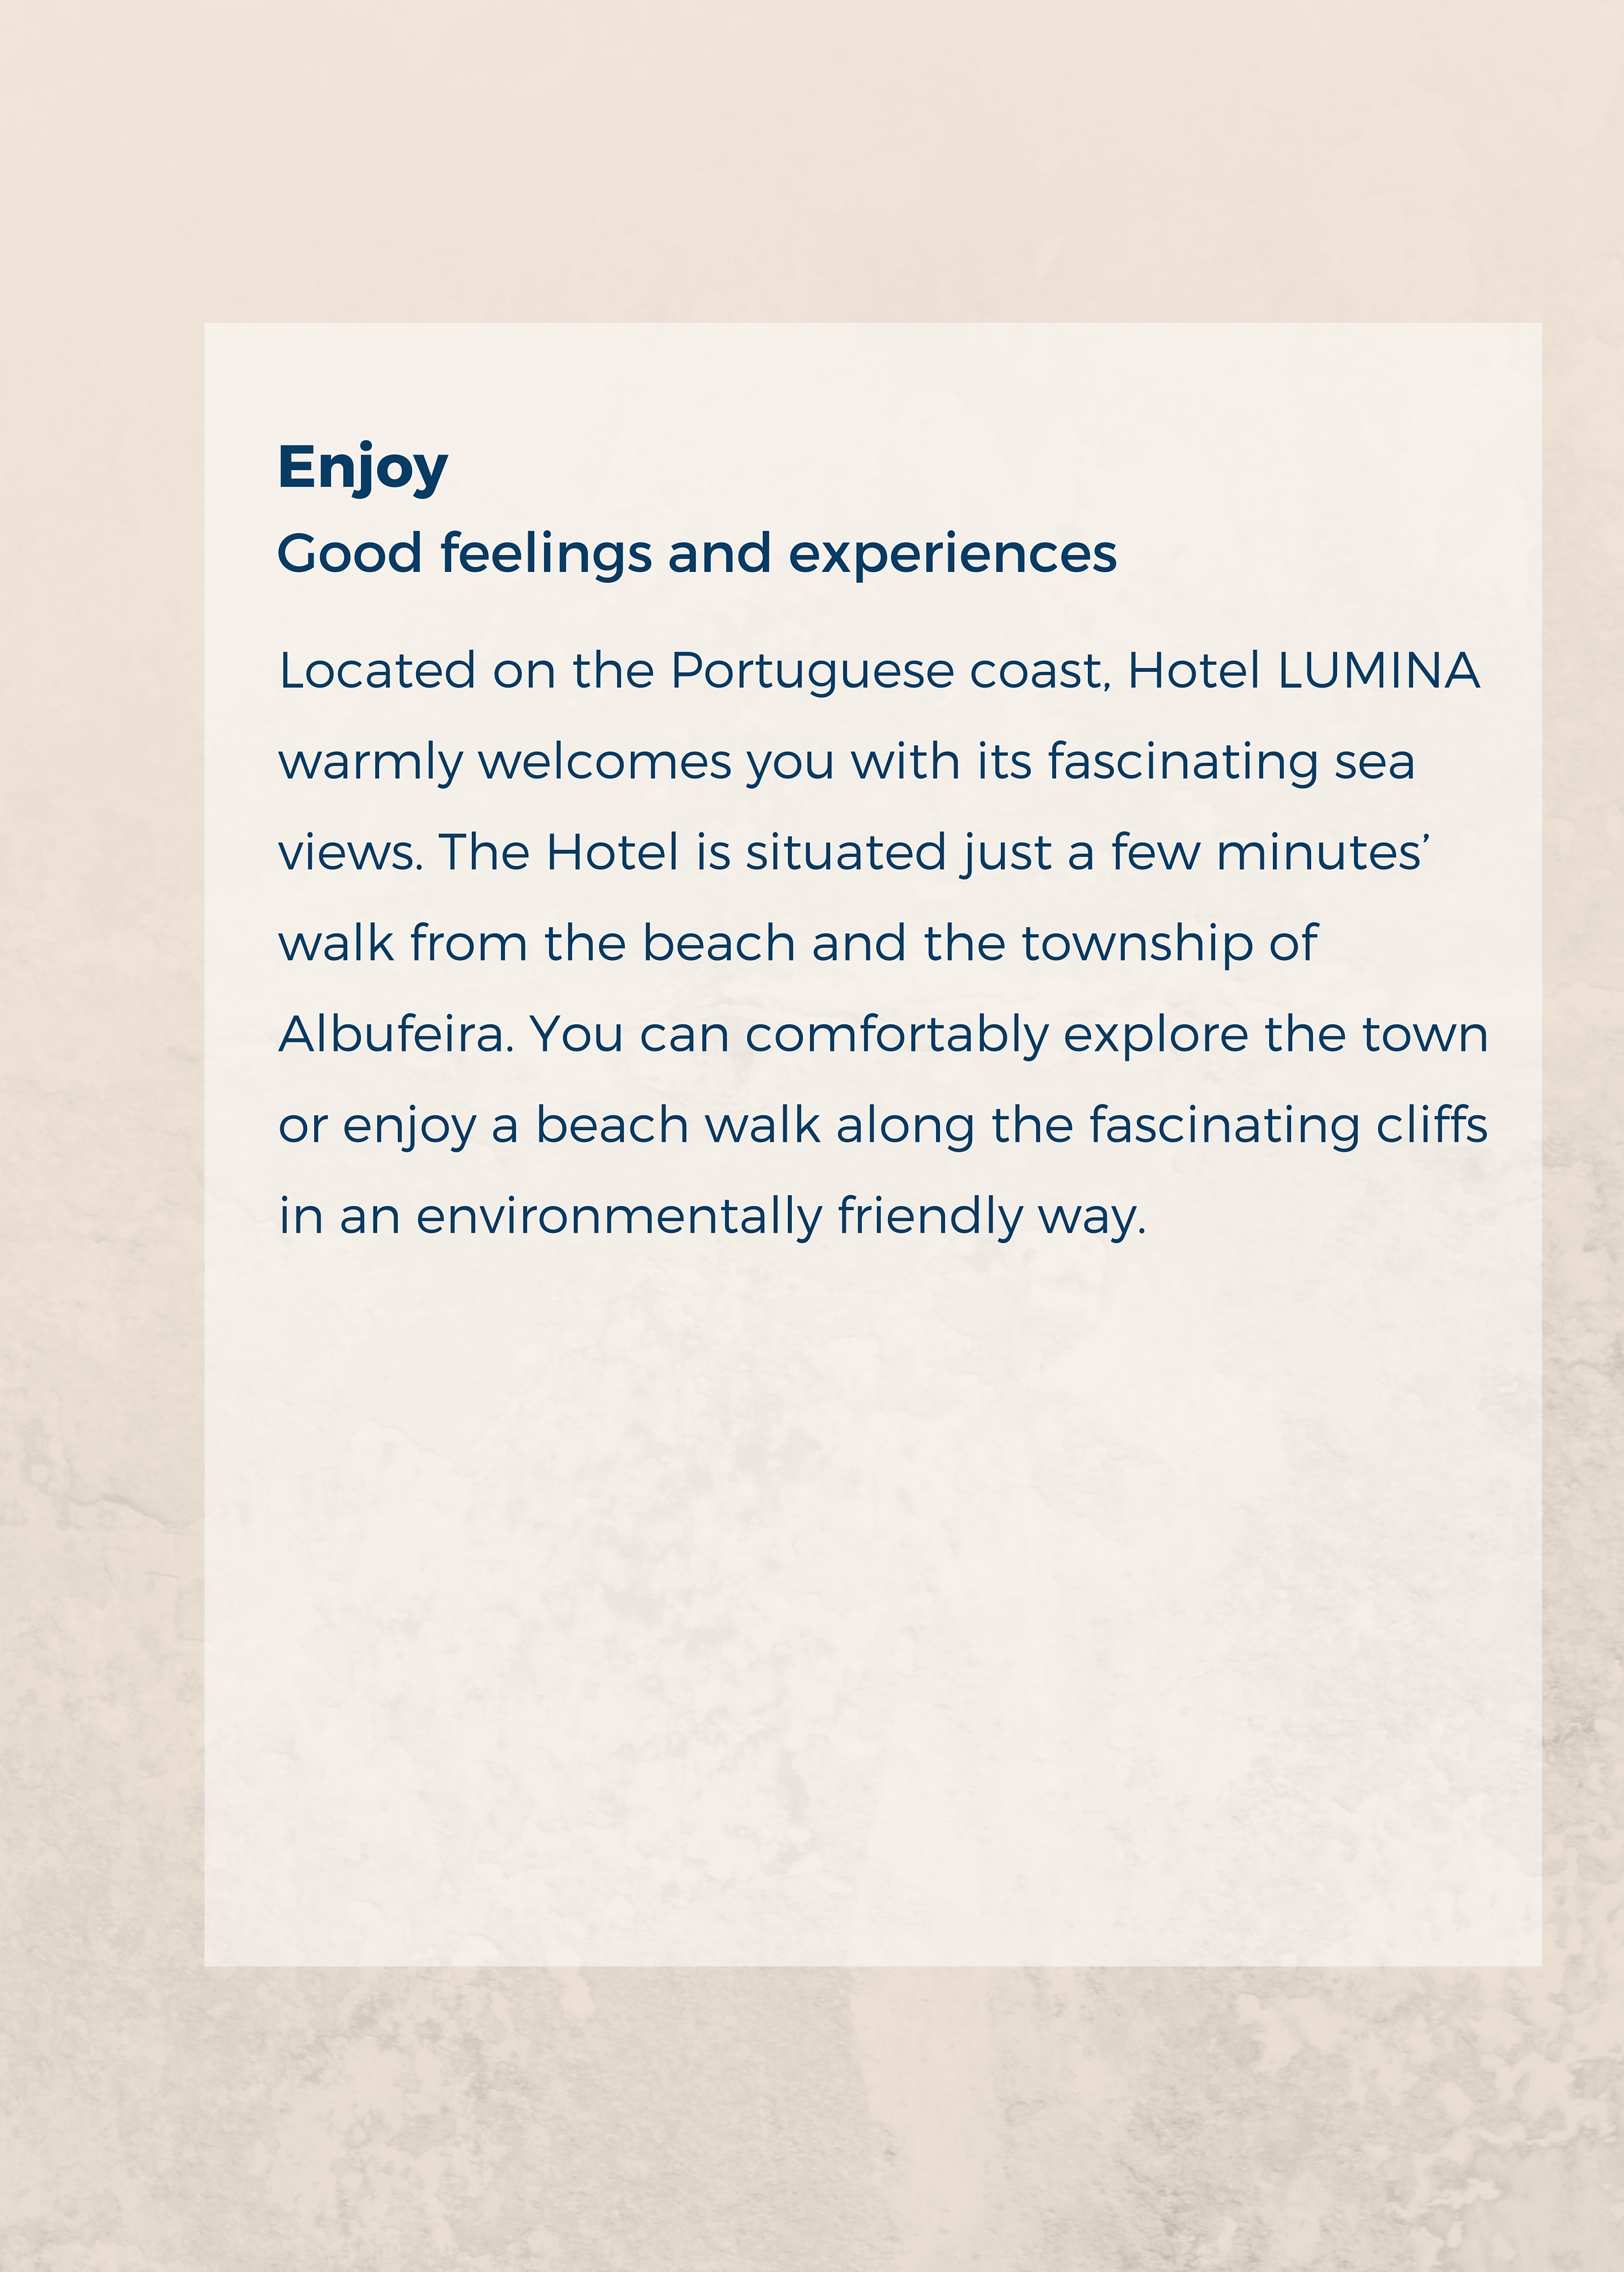 Enjoy
Good feelings and experiences
Located on the Portuguese coast, Hotel LUMINA
warmly welcomes you with its fascinating sea
views. The Hotel is situated just a few minutes’
walk from the beach and the township of
Albufeira. You can comfortably explore the town
or enjoy a beach walk along the fascinating cliffs
in an environmentally friendly way.